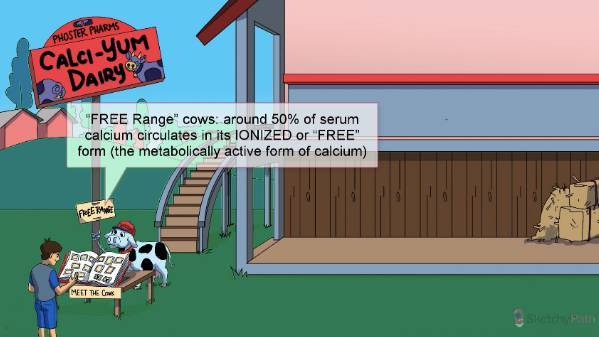 PHOSTER PHARMS
CALCI-YUM
DAIRY
"FREE Range" cows: around 50% of serum
calcium circulates in its IONIZED or "FREE"
form (the metabolically active form of calcium)
FREE RANGE
MEET THE COWS
SketchyPath